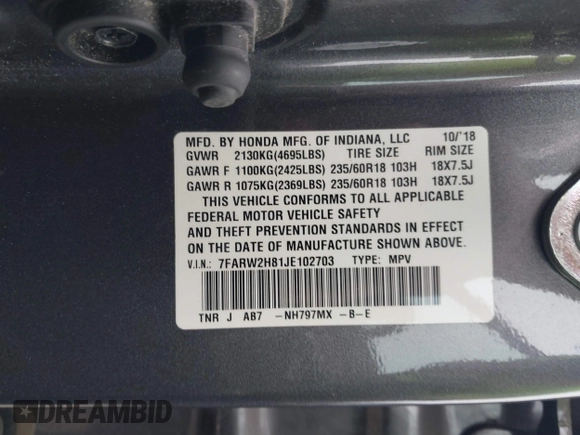 MFD. BY HONDA MFG. OF INDIANA, LLC 10/'18
GVWR 2130KG(4695LBS) TIRE SIZE RIM SIZE
GAWR F 1100KG(2425LBS) 235/60R18 103H 18X7.5J
GAWR R 1075KG(2369LBS) 235/60R18 103H 18X7.5J
THIS VEHICLE CONFORMS TO ALL APPLICABLE
FEDERAL MOTOR VEHICLE SAFETY
AND THEFT PREVENTION STANDARDS IN EFFECT
ON THE DATE OF MANUFACTURE SHOWN ABOVE.
V.I.N.: 7FARW2H81JE102703 TYPE: MPV
TNR J AB7 -NH797MX -B-E
DREAMBID